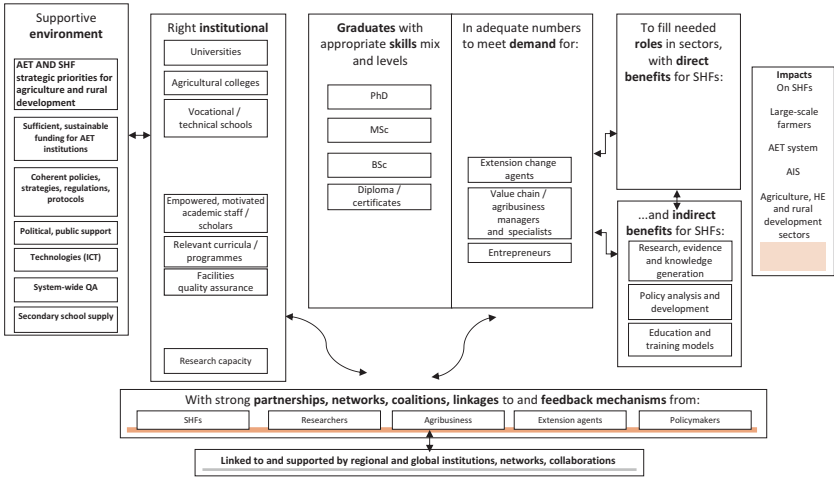 Supportive
environment
AET AND SHF
strategic priorities for
agriculture and rural
development
Sufficient, sustainable
funding for AET
institutions
Coherent policies,
strategies, regulations,
protocols
Political, public support
Technologies (ICT)
System-wide QA
Secondary school supply
Right institutional
Universities
Agricultural colleges
Vocational /
technical schools
Empowered, motivated
academic staff /
scholars
Relevant curricula /
programmes
Facilities
quality assurance
Research capacity
Graduates with
appropriate skills mix
and levels
PhD
MSc
BSc
Diploma /
certificates
In adequate numbers
to meet demand for:
Extension change
agents
Value chain /
agribusiness
managers
and specialists
Entrepreneurs
To fill needed
roles in sectors,
with direct
benefits for SHFs:
...and indirect
benefits for SHFs:
Research, evidence
and knowledge
generation
Policy analysis and
development
Education and
training models
Impacts
On SHFs
Large-scale
farmers
AET system
AIS
Agriculture, HE
and rural
development
sectors
With strong partnerships, networks, coalitions, linkages to and feedback mechanisms from:
SHFs
Researchers
Agribusiness
Extension agents
Policymakers
Linked to and supported by regional and global institutions, networks, collaborations